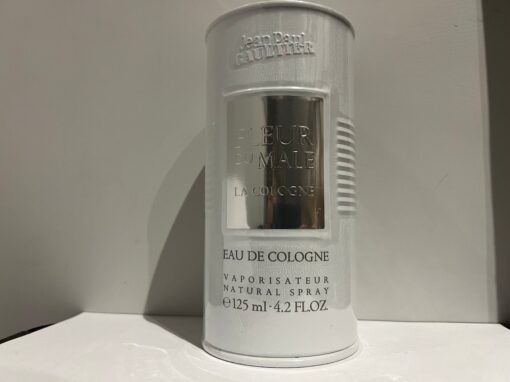 Jean Paul
GAULTIER
FLEUR
DU MALE
LA COLOGNE
EAU DE COLOGNE
VAPORISATEUR
NATURAL SPRAY
℮125 ml · 4.2 FL.OZ.